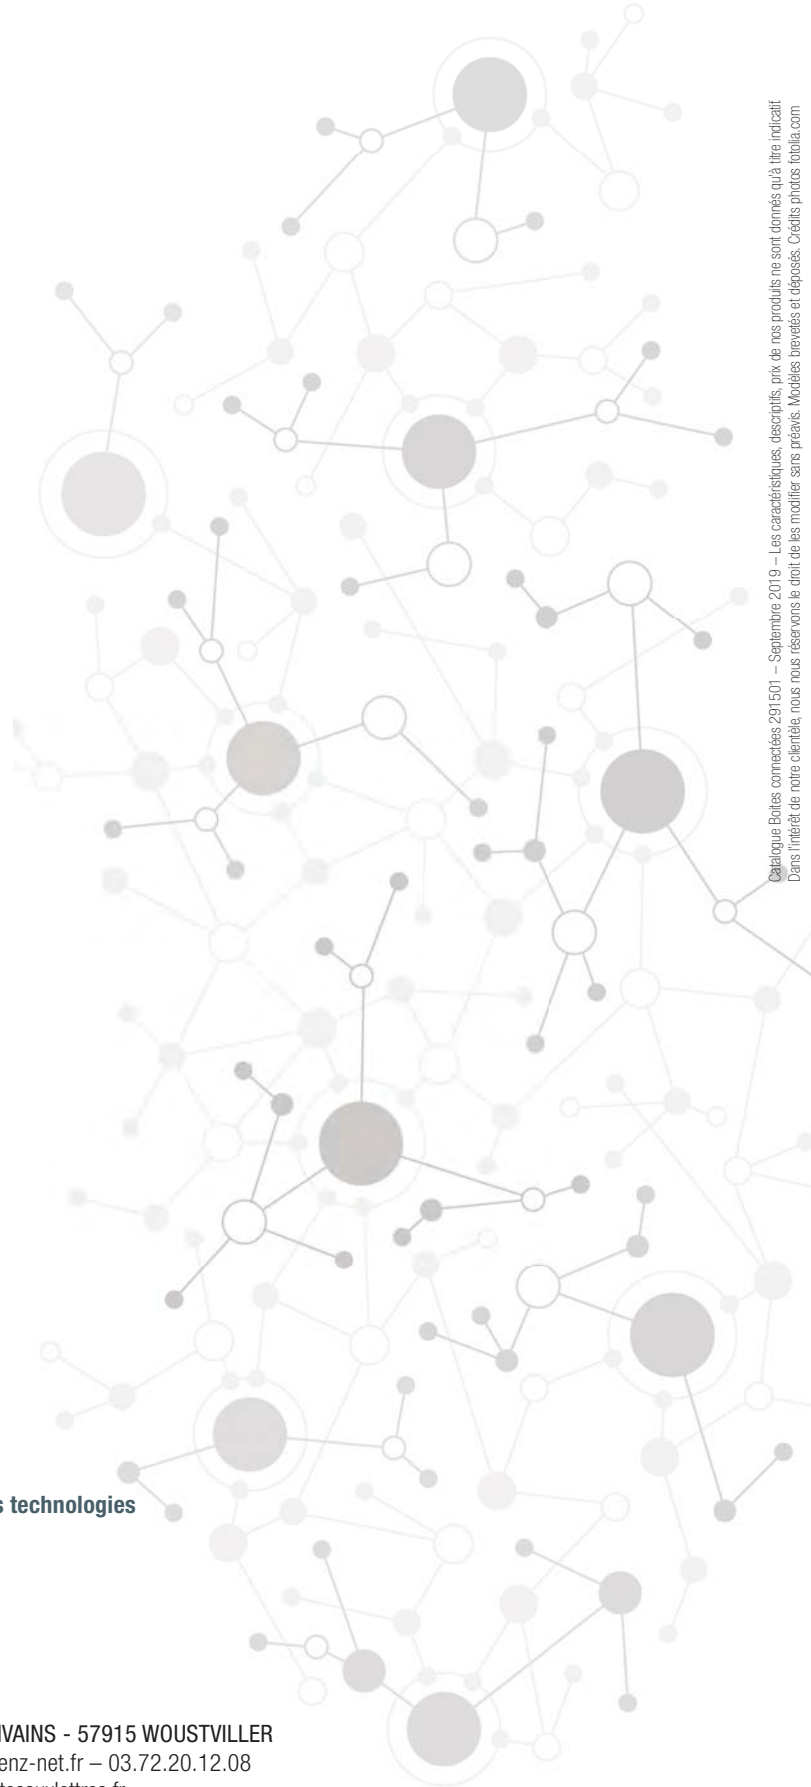 Catalogue Boites connectées 291501 – Septembre 2019 – Les caractéristiques, descriptifs, prix de nos produits ne sont donnés qu'à titre indicatif
Dans l'intérêt de notre clientèle, nous nous réservons le droit de les modifier sans préavis. Modèles brevetés et déposés. Crédits photos fotolia.com
s technologies
IVAINS - 57915 WOUSTVILLER
enz-net.fr – 03.72.20.12.08